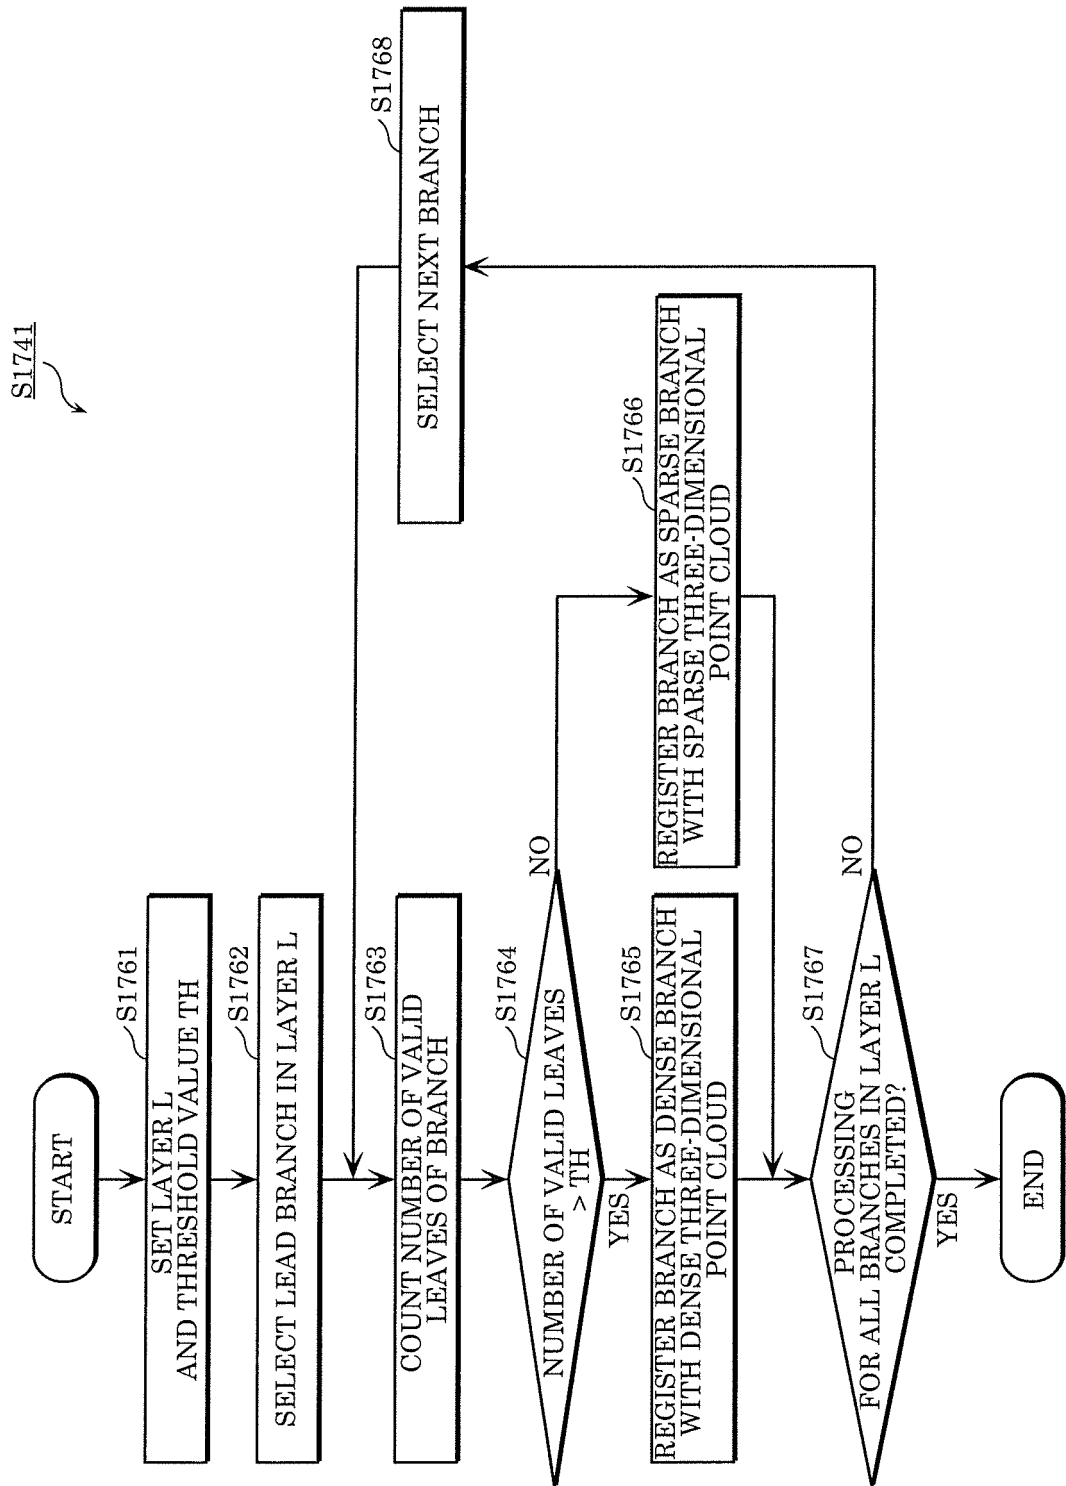 S1741
START
S1761
SET LAYER L
AND THRESHOLD VALUE TH
S1762
SELECT LEAD BRANCH IN LAYER L
S1763
COUNT NUMBER OF VALID
LEAVES OF BRANCH
S1768
SELECT NEXT BRANCH
S1764
NUMBER OF VALID LEAVES
> TH
NO
YES
S1765
REGISTER BRANCH AS DENSE BRANCH
WITH DENSE THREE-DIMENSIONAL
POINT CLOUD
S1766
REGISTER BRANCH AS SPARSE BRANCH
WITH SPARSE THREE-DIMENSIONAL
POINT CLOUD
S1767
PROCESSING
FOR ALL BRANCHES IN LAYER L
COMPLETED?
NO
YES
END